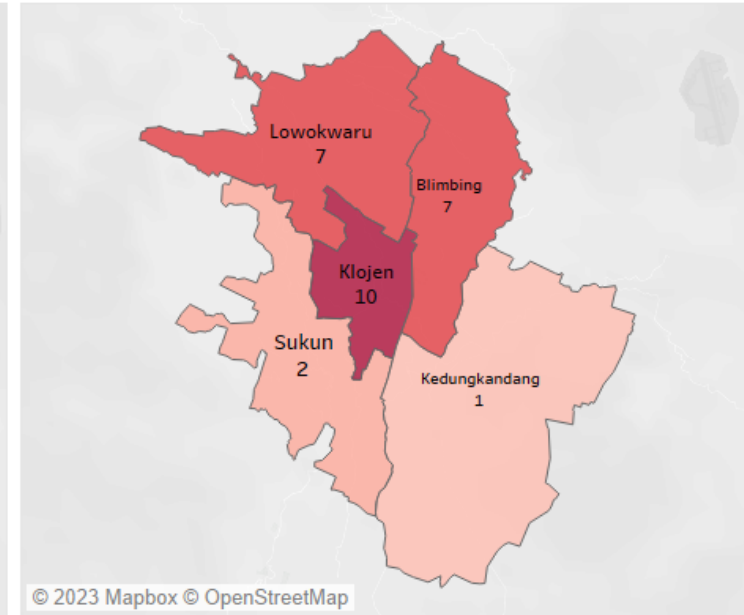 Lowokwaru
7
Blimbing
7
Klojen
10
Sukun
2
Kedungkandang
1
© 2023 Mapbox © OpenStreetMap